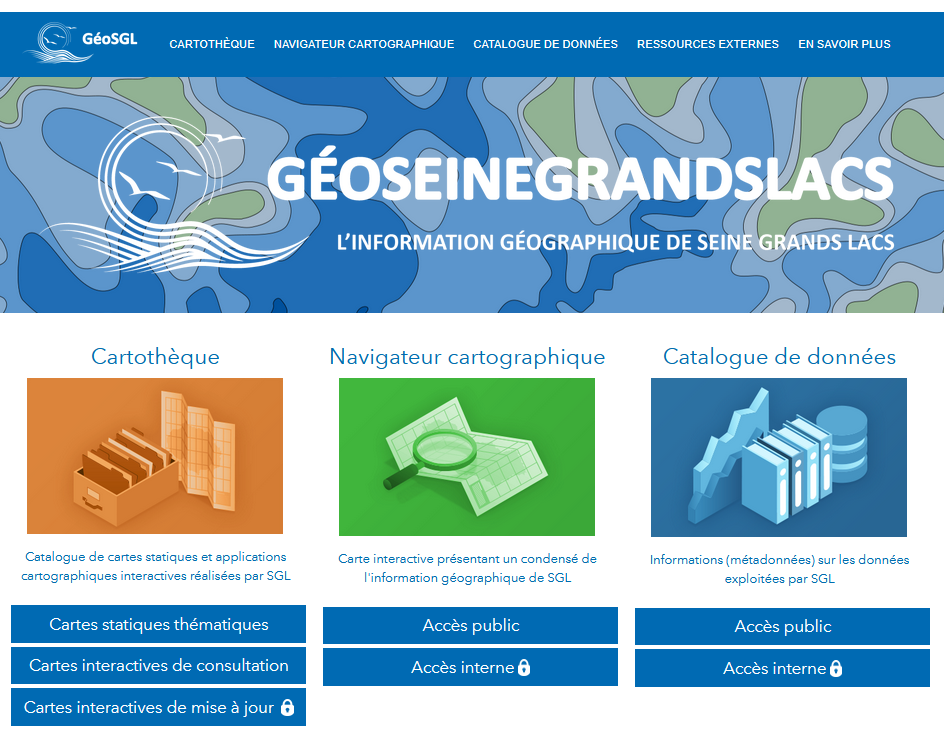 GéoSGL
CARTOTHÈQUE
NAVIGATEUR CARTOGRAPHIQUE
CATALOGUE DE DONNÉES
RESSOURCES EXTERNES
EN SAVOIR PLUS
GÉOSEINEGRANDSLACS
L'INFORMATION GÉOGRAPHIQUE DE SEINE GRANDS LACS
Cartothèque
Catalogue de cartes statiques et applications
cartographiques interactives réalisées par SGL
Cartes statiques thématiques
Cartes interactives de consultation
Cartes interactives de mise à jour
Navigateur cartographique
Carte interactive présentant un condensé de
l'information géographique de SGL
Accès public
Accès interne
Catalogue de données
Informations (métadonnées) sur les données
exploitées par SGL
Accès public
Accès interne